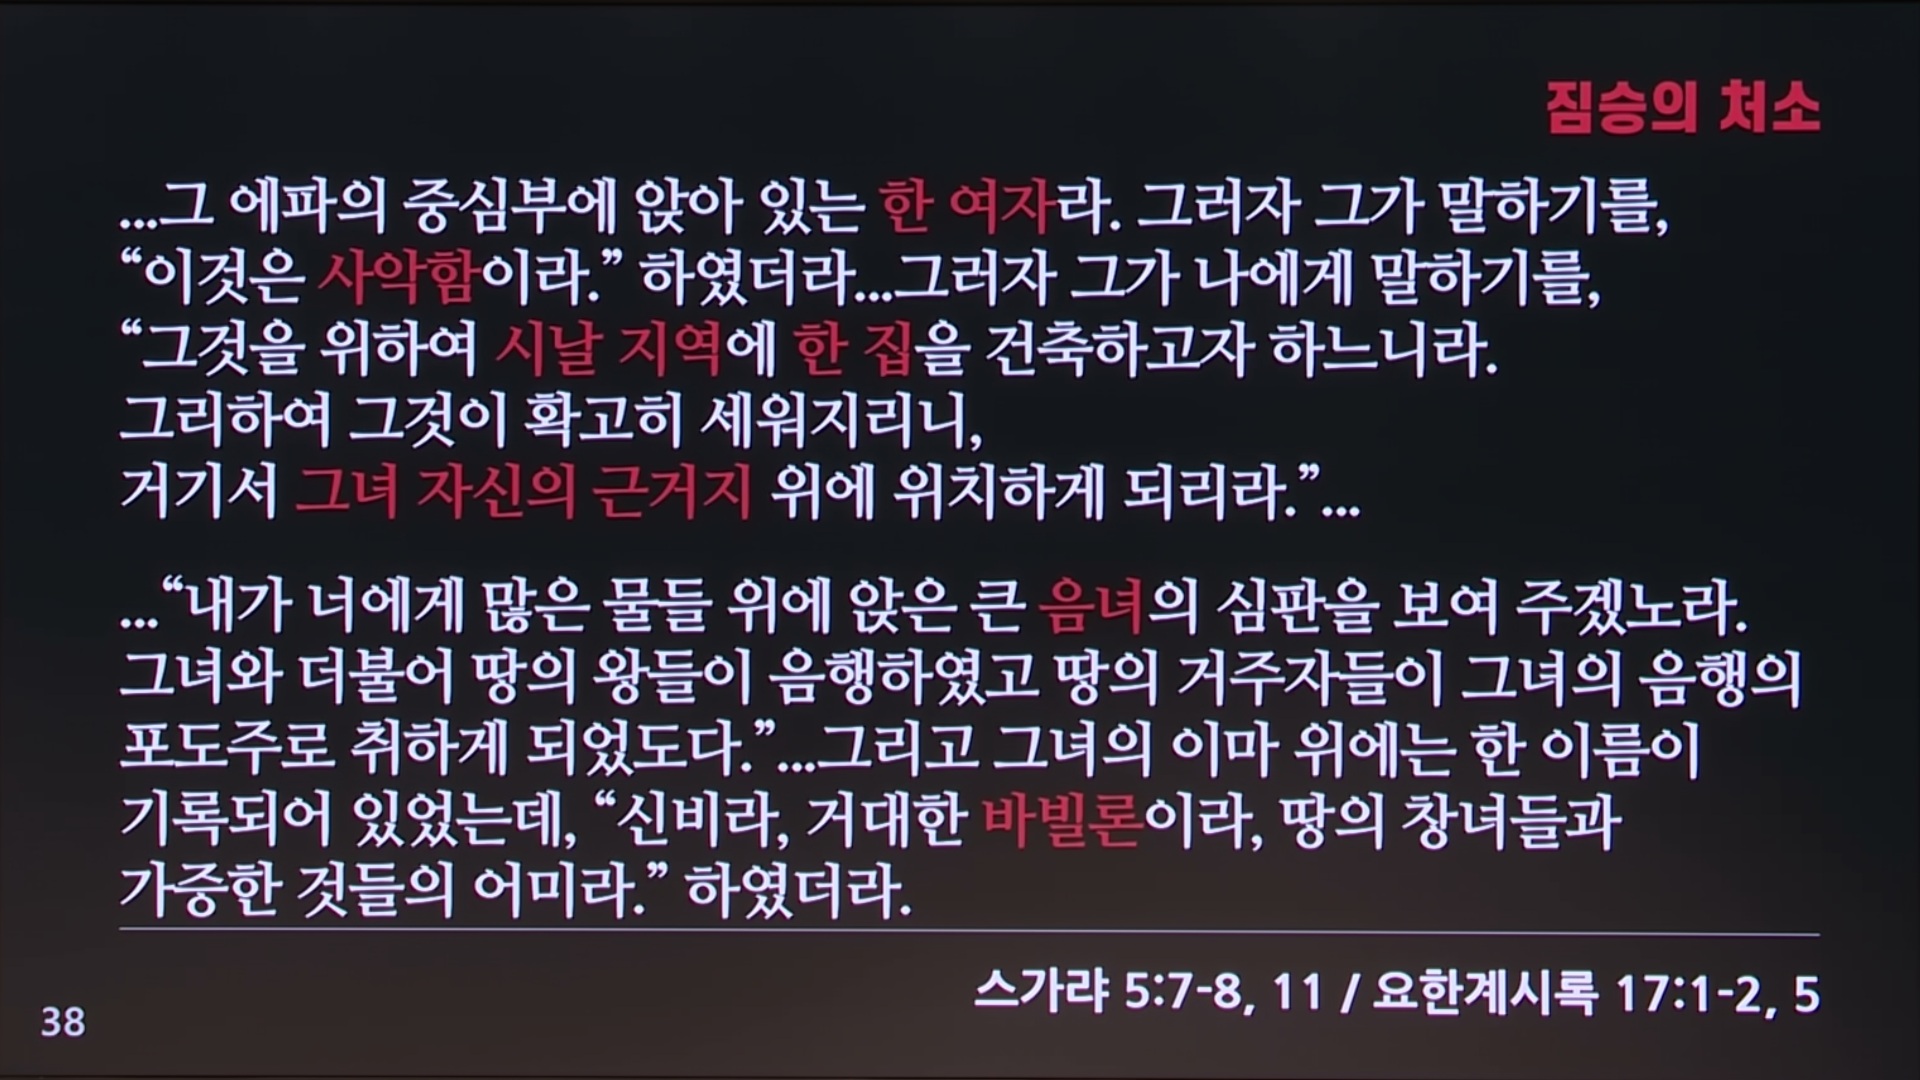 짐승의 처소
...그 에파의 중심부에 앉아 있는 한 여자라. 그러자 그가 말하기를,
“이것은 사악함이라.” 하였더라...그러자 그가 나에게 말하기를,
“그것을 위하여 시날 지역에 한 집을 건축하고자 하느니라.
그리하여 그것이 확고히 세워지리니,
거기서 그녀 자신의 근거지 위에 위치하게 되리라.”...
...“내가 너에게 많은 물들 위에 앉은 큰 음녀의 심판을 보여 주겠노라.
그녀와 더불어 땅의 왕들이 음행하였고 땅의 거주자들이 그녀의 음행의
포도주로 취하게 되었도다.”...그리고 그녀의 이마 위에는 한 이름이
기록되어 있었는데, “신비라, 거대한 바빌론이라, 땅의 창녀들과
가증한 것들의 어미라.” 하였더라.
스가랴 5:7-8, 11 / 요한계시록 17:1-2, 5
38